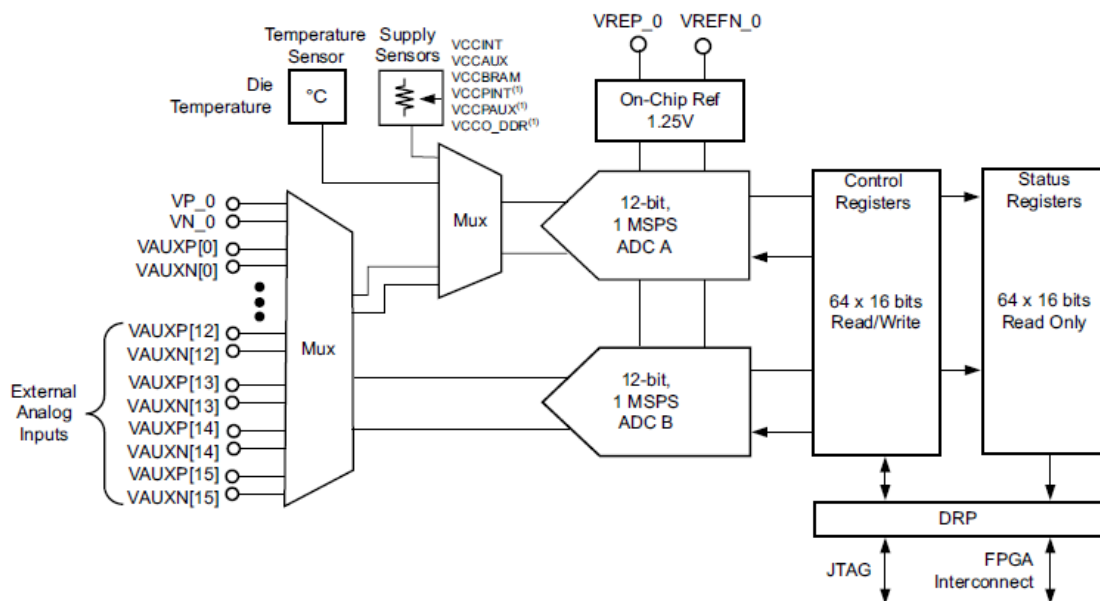 VREP_0
VREFN_0
Temperature
Sensor
Supply
Sensors
VCCINT
VCCAUX
VCCBRAM
VCCPINT(1)
VCCPAUX(1)
VCCO_DDR(1)
Die
Temperature
°C
On-Chip Ref
1.25V
VP_0
VN_0
VAUXP[0]
VAUXN[0]
VAUXP[12]
VAUXN[12]
VAUXP[13]
VAUXN[13]
VAUXP[14]
VAUXN[14]
VAUXP[15]
VAUXN[15]
External
Analog
Inputs
Mux
Mux
12-bit,
1 MSPS
ADC A
12-bit,
1 MSPS
ADC B
Control
Registers
64 x 16 bits
Read/Write
Status
Registers
64 x 16 bits
Read Only
DRP
JTAG
FPGA
Interconnect